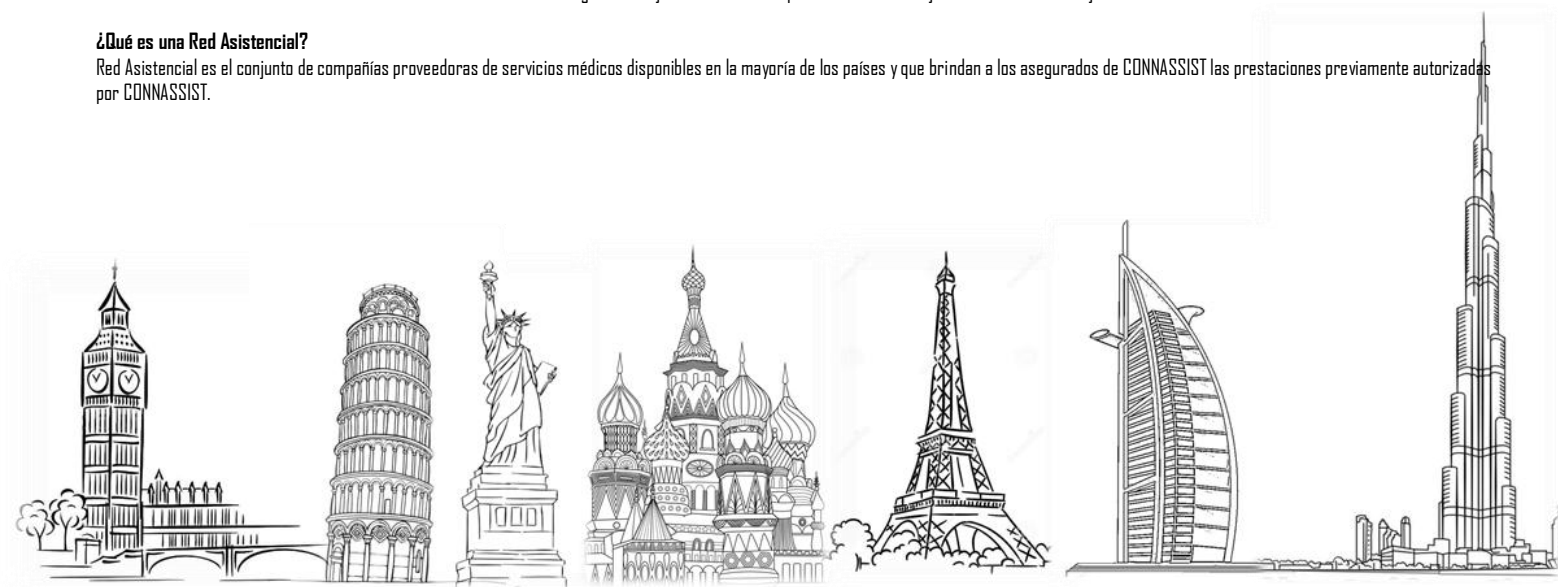 ¿Qué es una Red Asistencial?
Red Asistencial es el conjunto de compañías proveedoras de servicios médicos disponibles en la mayoría de los países y que brindan a los asegurados de CONNASSIST las prestaciones previamente autorizadas
por CONNASSIST.